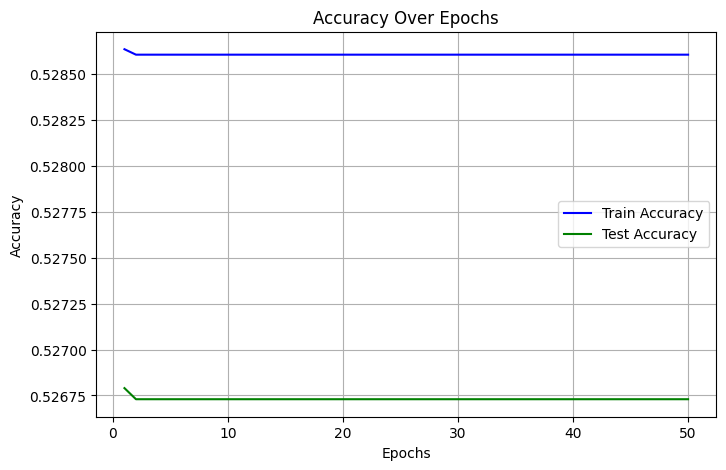 Accuracy Over Epochs
Accuracy
0.52850
0.52825
0.52800
0.52775
0.52750
0.52725
0.52700
0.52675
Train Accuracy
Test Accuracy
0 10 20 30 40 50
Epochs